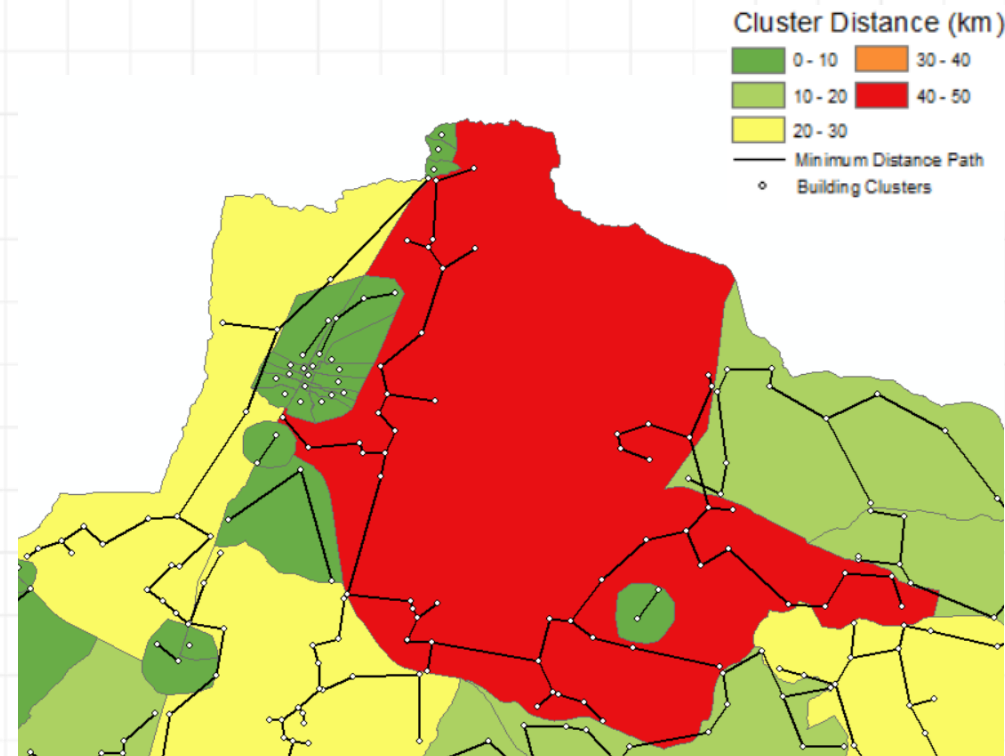 Cluster Distance (km)
0 - 10
30 - 40
10 - 20
40 - 50
20 - 30
Minimum Distance Path
Building Clusters